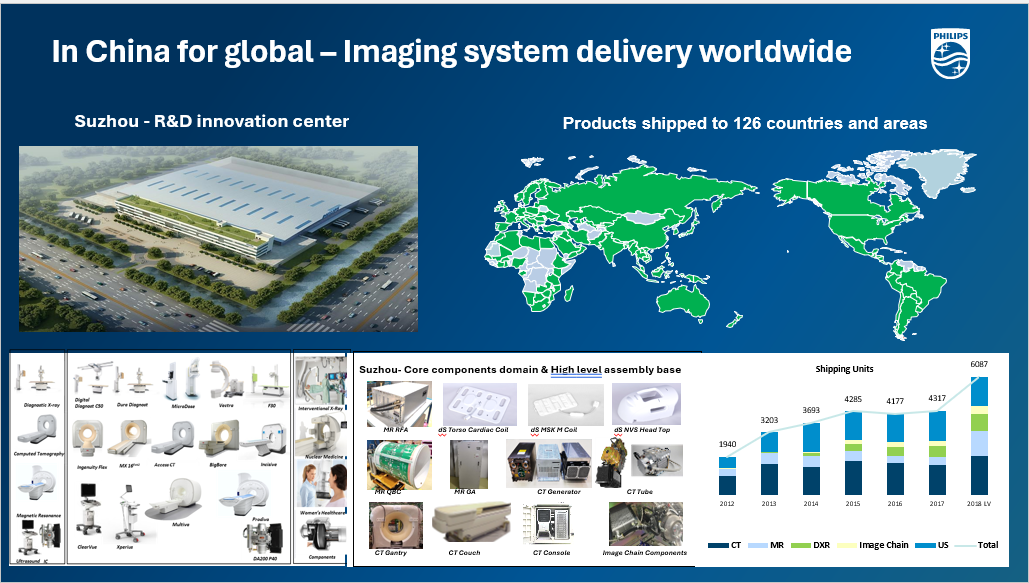 In China for global – Imaging system delivery worldwide
PHILIPS
Suzhou - R&D innovation center
Products shipped to 126 countries and areas
Diagnostic X-ray
Digital
Diagnost C50
Dura Diagnost
MicroDose
Vectra
F30
Interventional X-Ray
Computed Tomography
Ingenuity Flex
MX 16
Access CT
BigBore
Incisive
Nuclear Medicine
Magnetic Resonance
Multiva
Prodiva
Women's Healthcare
Ultrasound
ClearVue
Xperius
DA200 P40
Components
Suzhou- Core components domain & High level assembly base
MR RFA
dS Torso Cardiac Coil
dS MSK M Coil
dS NVS Head Top
MR QBC
MR GA
CT Generator
CT Tube
CT Gantry
CT Couch
CT Console
Image Chain Components
Shipping Units
6087
4285
4177
4317
3693
3203
1940
2012
2013
2014
2015
2016
2017
2018 LV
CT
MR
DXR
Image Chain
US
Total